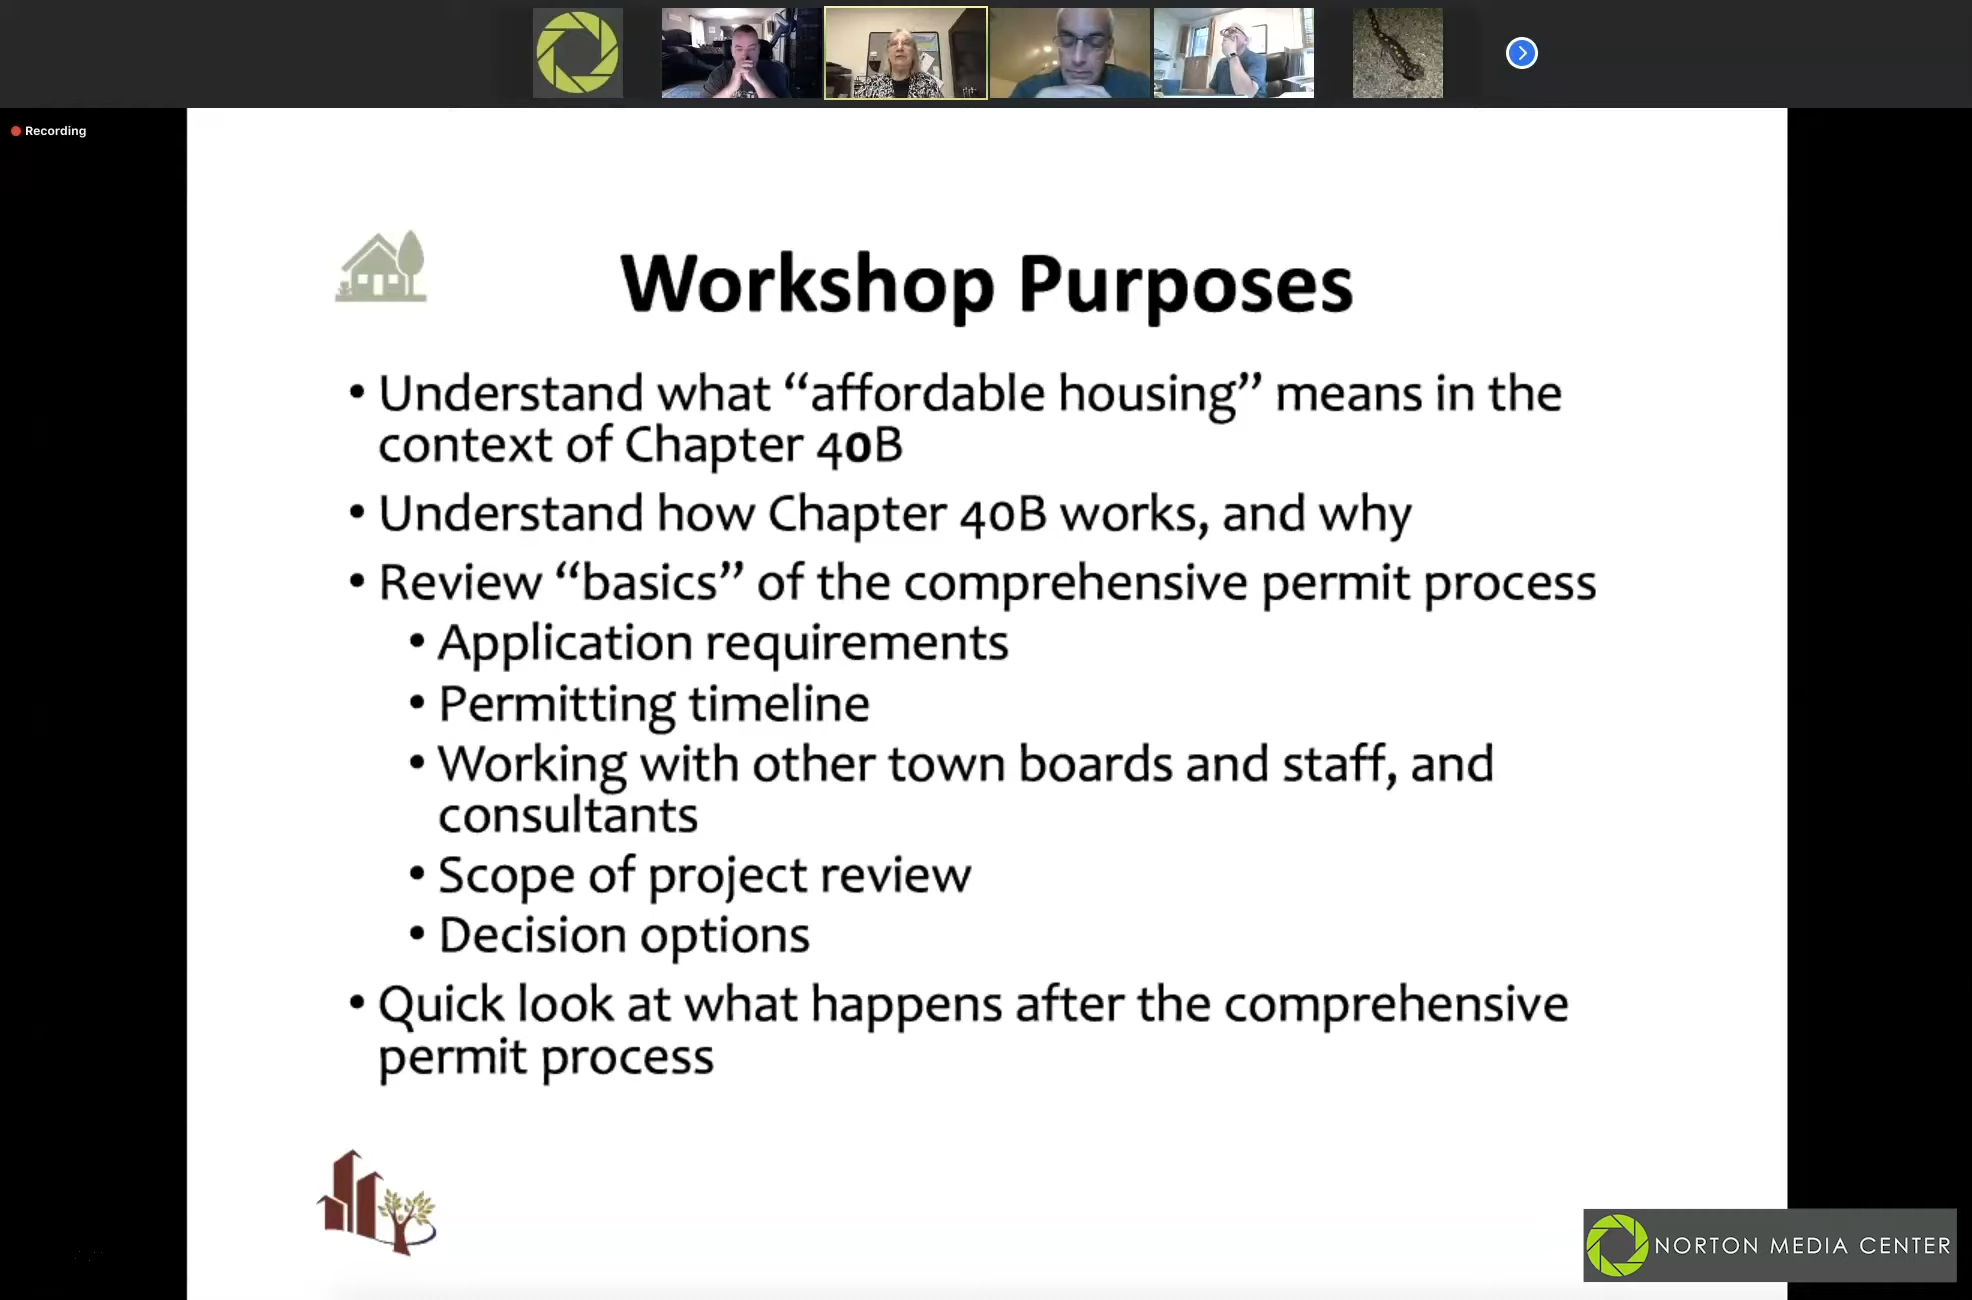 Recording
Workshop Purposes
• Understand what “affordable housing” means in the
context of Chapter 40B
• Understand how Chapter 40B works, and why
• Review “basics” of the comprehensive permit process
• Application requirements
• Permitting timeline
• Working with other town boards and staff, and
consultants
• Scope of project review
• Decision options
• Quick look at what happens after the comprehensive
permit process
NORTON MEDIA CENTER